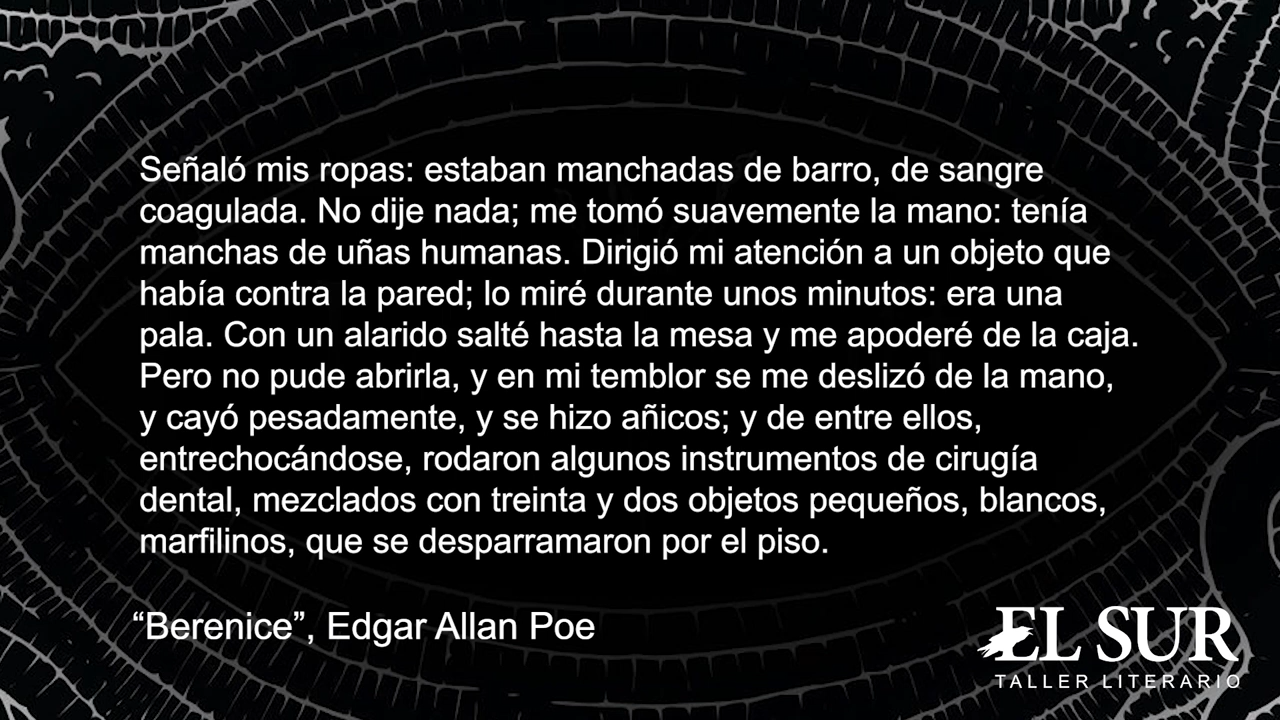 Señaló mis ropas: estaban manchadas de barro, de sangre
coagulada. No dije nada; me tomó suavemente la mano: tenía
manchas de uñas humanas. Dirigió mi atención a un objeto que
había contra la pared; lo miré durante unos minutos: era una
pala. Con un alarido salté hasta la mesa y me apoderé de la caja.
Pero no pude abrirla, y en mi temblor se me deslizó de la mano,
y cayó pesadamente, y se hizo añicos; y de entre ellos,
entrechocándose, rodaron algunos instrumentos de cirugía
dental, mezclados con treinta y dos objetos pequeños, blancos,
marfilinos, que se desparramaron por el piso.
“Berenice”, Edgar Allan Poe
EL SUR
TALLER LITERARIO